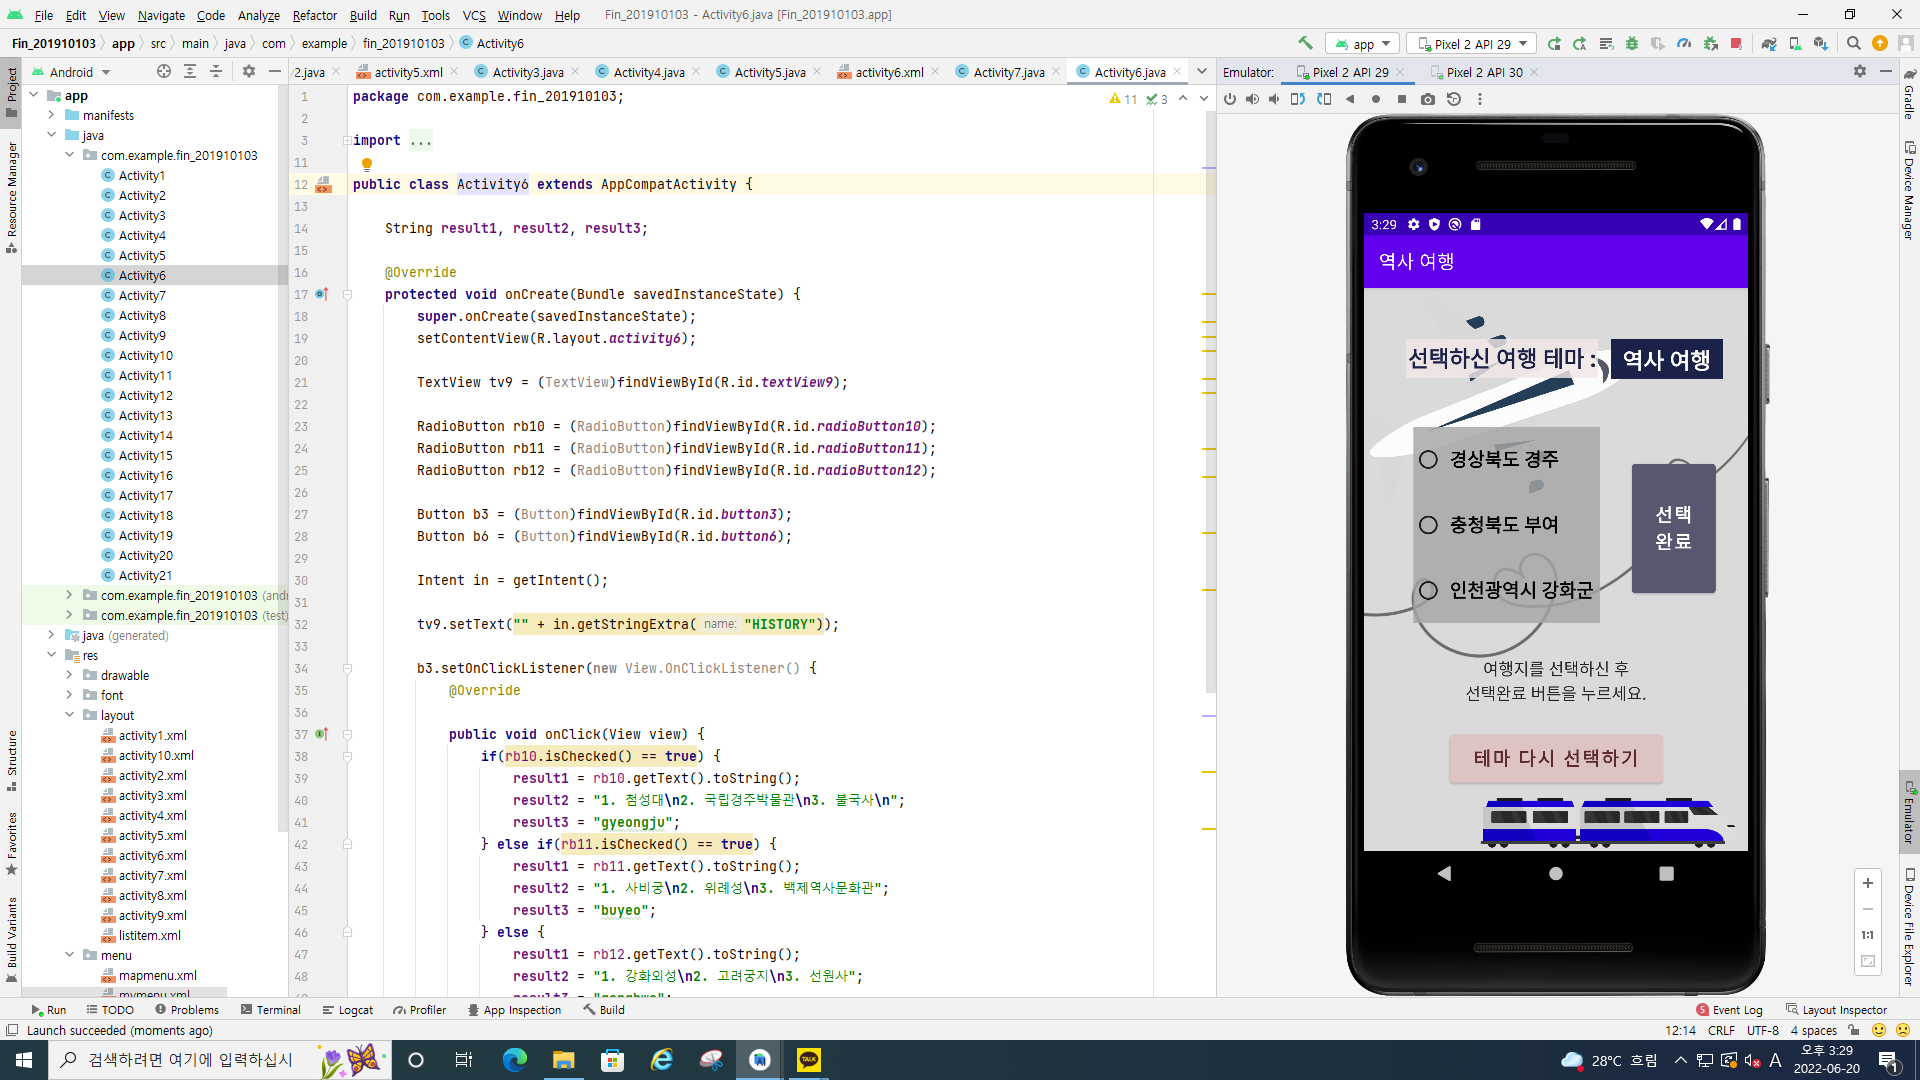 File Edit View Navigate Code Analyze Refactor Build Run Tools VCS Window Help Fin_201910103 - Activity6.java [Fin_201910103.app]
Fin_201910103 app src main java com example fin_201910103 Activity6
app Pixel 2 API 29
Android
/2.java activity5.xml Activity3.java Activity4.java Activity5.java activity6.xml Activity7.java Activity6.java
Emulator: Pixel 2 API 29 Pixel 2 API 30
Project
Resource Manager
Structure
Favorites
Build Variants
app
manifests
java
com.example.fin_201910103
Activity1
Activity2
Activity3
Activity4
Activity5
Activity6
Activity7
Activity8
Activity9
Activity10
Activity11
Activity12
Activity13
Activity14
Activity15
Activity16
Activity17
Activity18
Activity19
Activity20
Activity21
com.example.fin_201910103 (and
com.example.fin_201910103 (test)
java (generated)
res
drawable
font
layout
activity1.xml
activity10.xml
activity2.xml
activity3.xml
activity4.xml
activity5.xml
activity6.xml
activity7.xml
activity8.xml
activity9.xml
listitem.xml
menu
mapmenu.xml
mymenu.xml
11 3
1 package com.example.fin_201910103;
2
3 import ...
11
12 public class Activity6 extends AppCompatActivity {
13
14 String result1, result2, result3;
15
16 @Override
17 protected void onCreate(Bundle savedInstanceState) {
18 super.onCreate(savedInstanceState);
19 setContentView(R.layout.activity6);
20
21 TextView tv9 = (TextView)findViewById(R.id.textView9);
22
23 RadioButton rb10 = (RadioButton)findViewById(R.id.radioButton10);
24 RadioButton rb11 = (RadioButton)findViewById(R.id.radioButton11);
25 RadioButton rb12 = (RadioButton)findViewById(R.id.radioButton12);
26
27 Button b3 = (Button)findViewById(R.id.button3);
28 Button b6 = (Button)findViewById(R.id.button6);
29
30 Intent in = getIntent();
31
32 tv9.setText("" + in.getStringExtra( name: "HISTORY"));
33
34 b3.setOnClickListener(new View.OnClickListener() {
35 @Override
36
37 public void onClick(View view) {
38 if(rb10.isChecked() == true) {
39 result1 = rb10.getText().toString();
40 result2 = "1. 첨성대\n2. 국립경주박물관\n3. 불국사\n";
41 result3 = "gyeongju";
42 } else if(rb11.isChecked() == true) {
43 result1 = rb11.getText().toString();
44 result2 = "1. 사비궁\n2. 위례성\n3. 백제역사문화관";
45 result3 = "buyeo";
46 } else {
47 result1 = rb12.getText().toString();
48 result2 = "1. 강화외성\n2. 고려궁지\n3. 선원사";
3:29
역사 여행
선택하신 여행 테마 : 역사 여행
경상북도 경주
충청북도 부여
인천광역시 강화군
선택
완료
여행지를 선택하신 후
선택완료 버튼을 누르세요.
테마 다시 선택하기
1:1
Gradle
Device Manager
Emulator
Device File Explorer
Run TODO Problems Terminal Logcat Profiler App Inspection Build 5 Event Log Layout Inspector
Launch succeeded (moments ago) 12:14 CRLF UTF-8 4 spaces
검색하려면 여기에 입력하십시
TALK
28°C 흐림 A 오후 3:29
2022-06-20
1